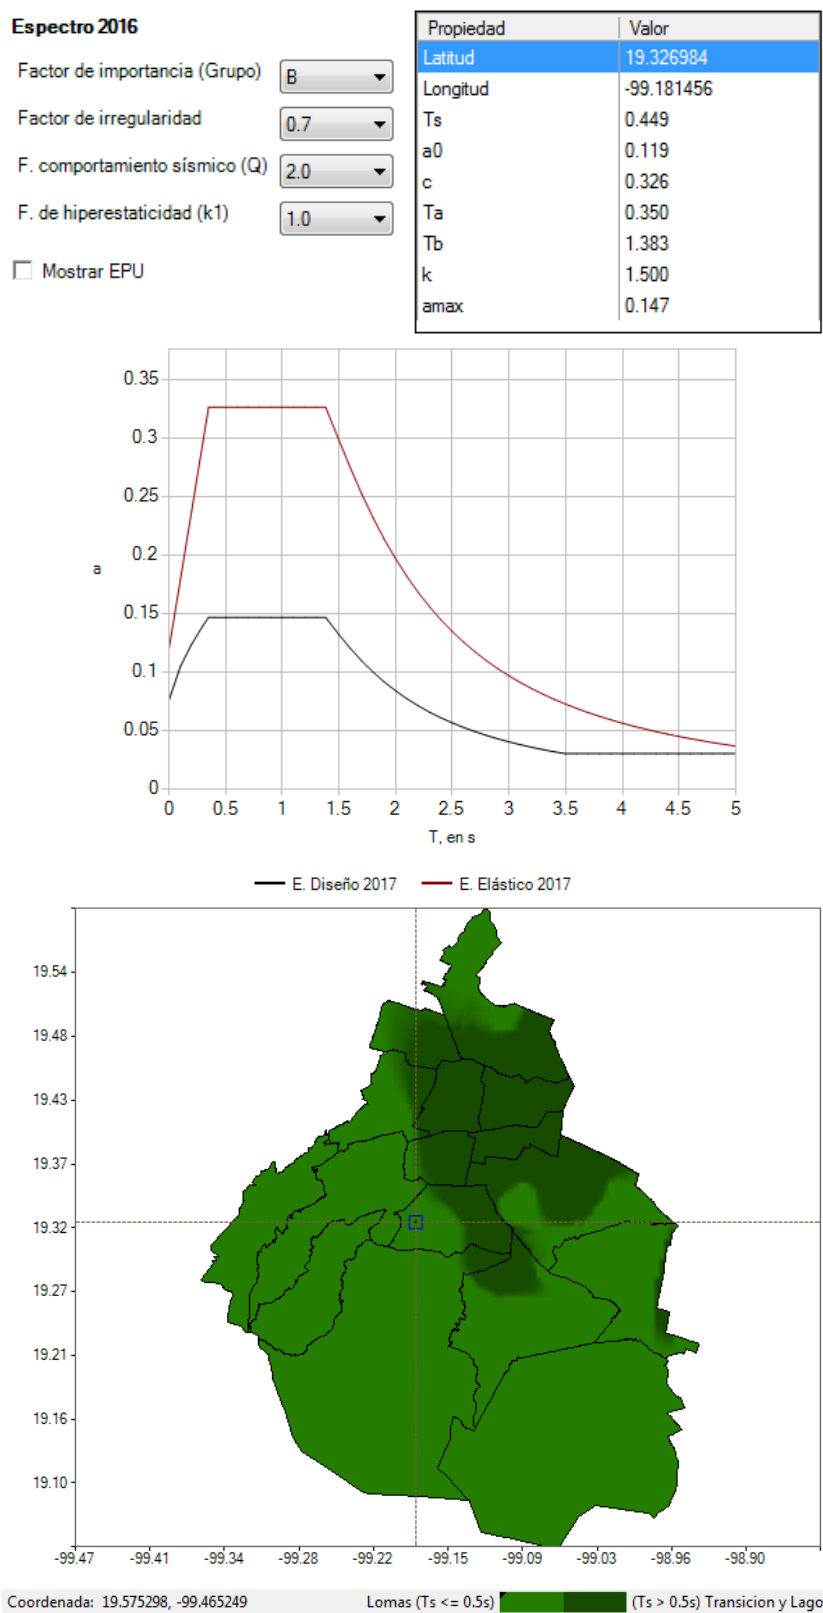 Espectro 2016
Factor de importancia (Grupo) B
Factor de irregularidad 0.7
F. comportamiento sísmico (Q) 2.0
F. de hiperestaticidad (k1) 1.0
Mostrar EPU
Propiedad Valor
Latitud 19.326984
Longitud -99.181456
Ts 0.449
a0 0.119
c 0.326
Ta 0.350
Tb 1.383
k 1.500
amax 0.147
0.35
0.3
0.25
0.2
0.15
0.1
0.05
0
a
0 0.5 1 1.5 2 2.5 3 3.5 4 4.5 5
T, en s
E. Diseño 2017 E. Elástico 2017
19.54
19.48
19.43
19.37
19.32
19.27
19.21
19.16
19.10
-99.47 -99.41 -99.34 -99.28 -99.22 -99.15 -99.09 -99.03 -98.96 -98.90
Coordenada: 19.575298, -99.465249 Lomas (Ts <= 0.5s) (Ts > 0.5s) Transicion y Lago